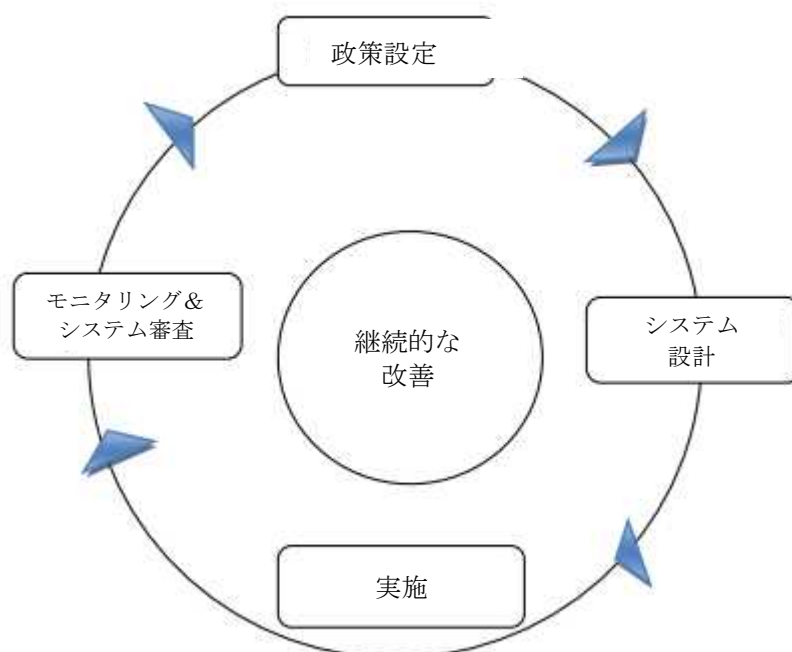 政策設定
モニタリング＆
システム審査
継続的な
改善
システム
設計
実施